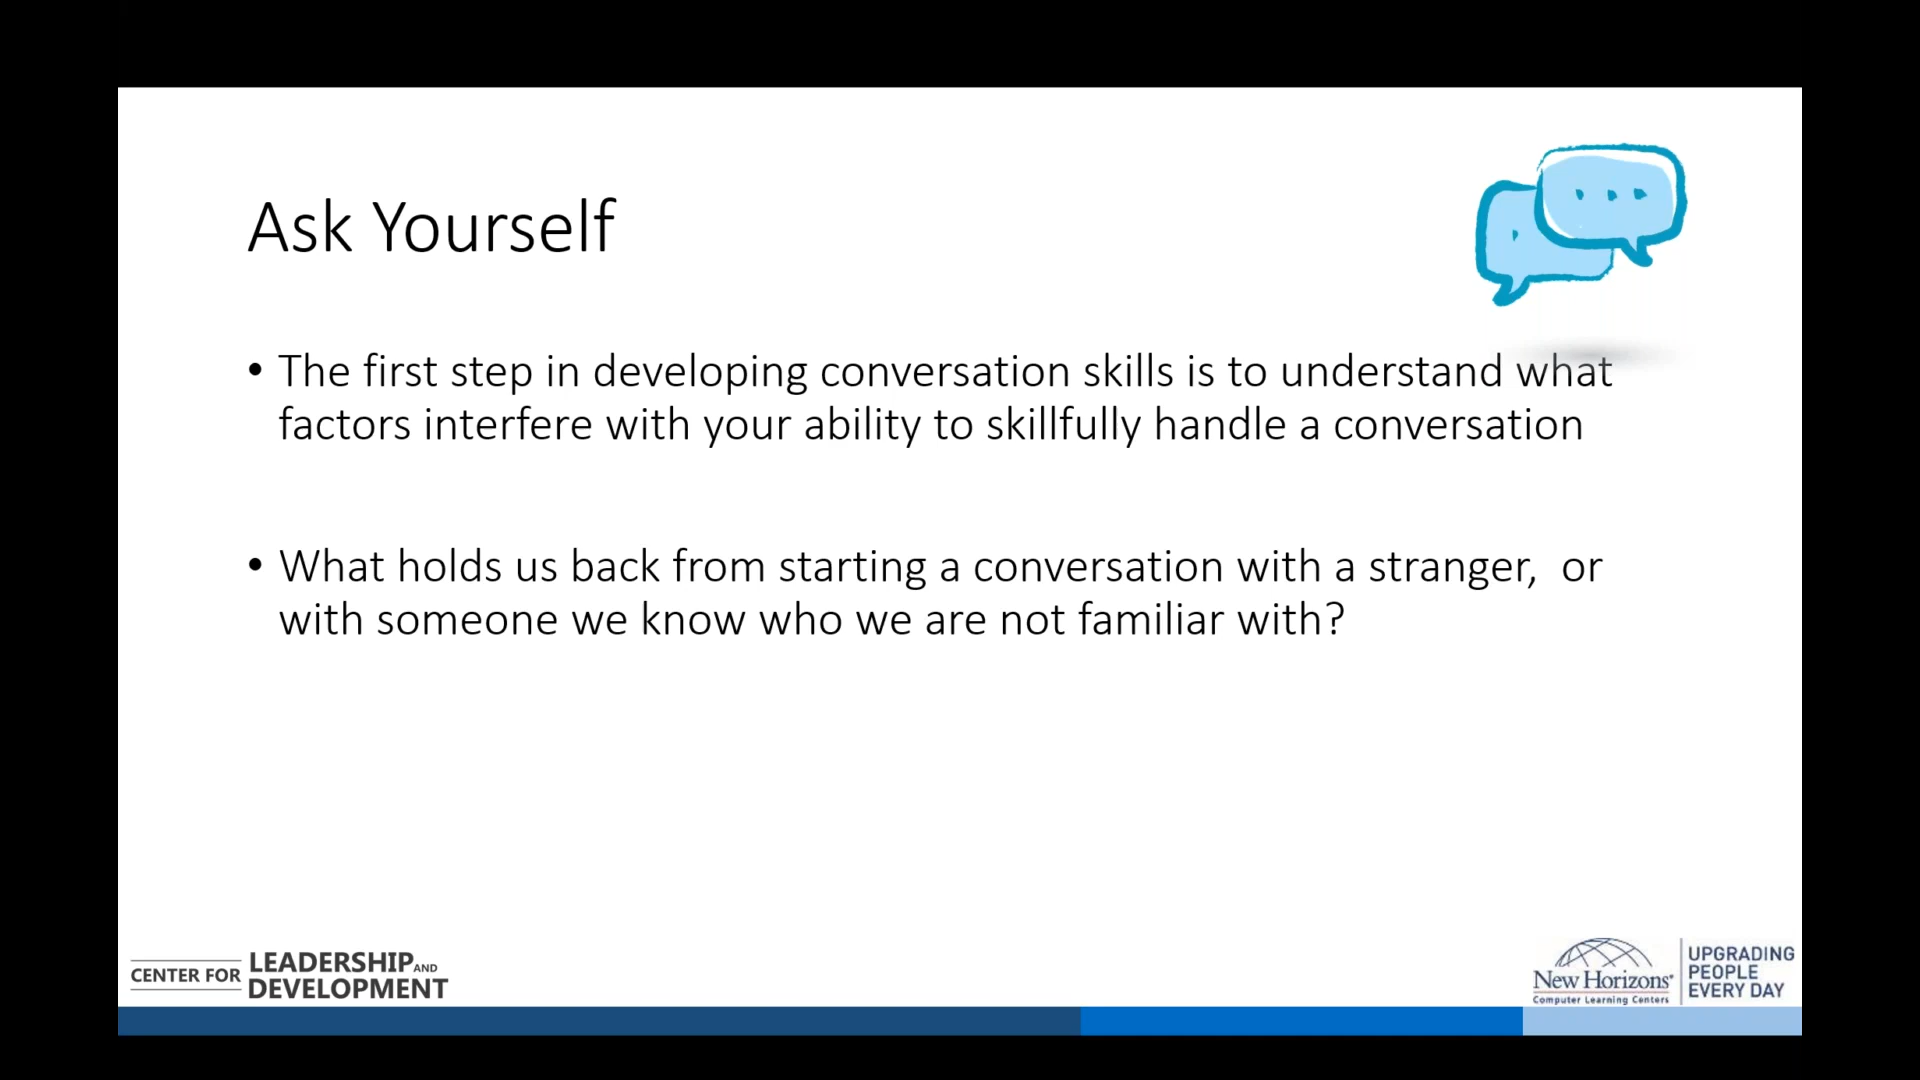 Ask Yourself
• The first step in developing conversation skills is to understand what
factors interfere with your ability to skillfully handle a conversation
• What holds us back from starting a conversation with a stranger,  or
with someone we know who we are not familiar with?
CENTER FOR LEADERSHIP AND
DEVELOPMENT
New Horizons®
Computer Learning Centers
UPGRADING
PEOPLE
EVERY DAY